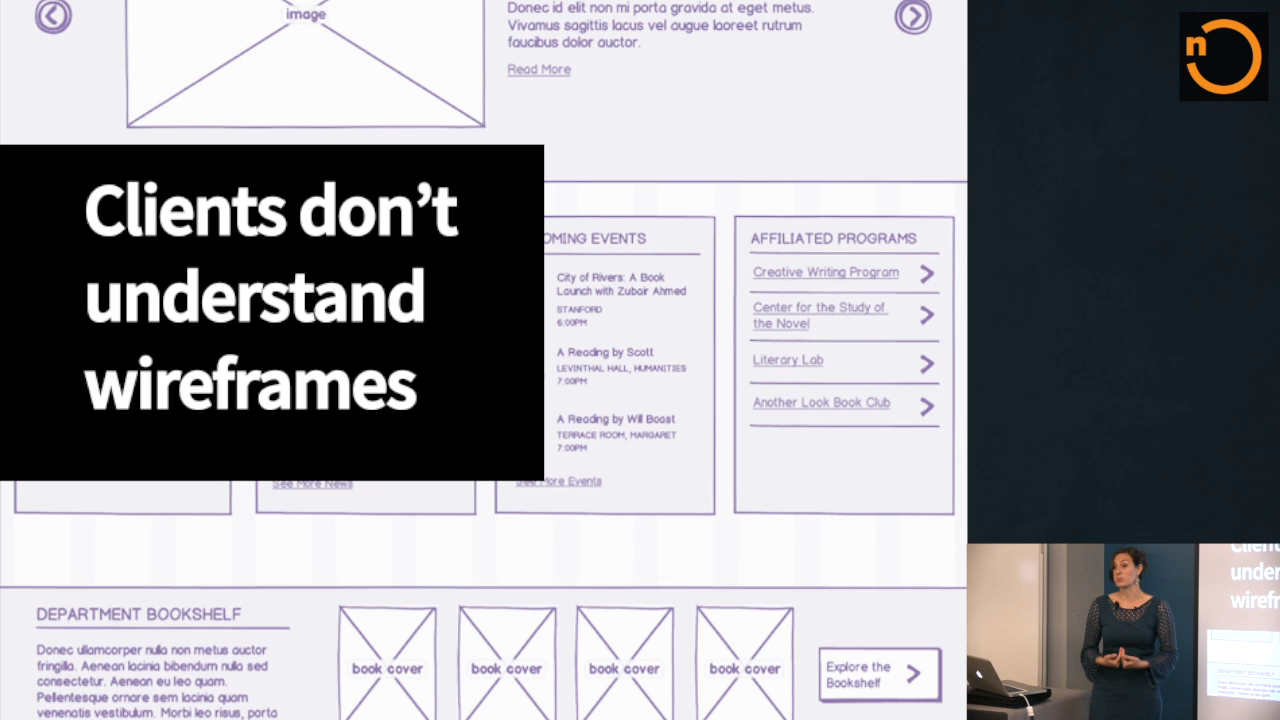 image
Donec id elit non mi porta gravida at eget metus.
Vivamus sagittis lacus vel augue laoreet rutrum
faucibus dolor auctor.
Read More
n
Clients don’t
understand
wireframes
OMING EVENTS
City of Rivers: A Book
Launch with Zubair Ahmed
STANFORD
6:00PM
A Reading by Scott
LEVINTHAL HALL, HUMANITIES
7:00PM
A Reading by Will Boast
TERRACE ROOM, MARGARET
7:00PM
See More Events
AFFILIATED PROGRAMS
Creative Writing Program
Center for the Study of
the Novel
Literary Lab
Another Look Book Club
See More News
DEPARTMENT BOOKSHELF
Donec ullamcorper nulla non metus auctor
fringilla. Aenean lacinia bibendum nulla sed
consectetur. Aenean eu leo quam.
Pellentesque ornare sem lacinia quam
venenatis vestibulum. Morbi leo risus, porta
book cover
book cover
book cover
book cover
Explore the
Bookshelf
Clien
under
wirefr